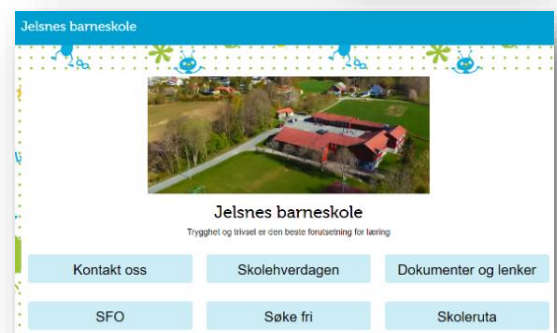 Jelsnes barneskole
Jelsnes barneskole
Trygghet og trivsel er den beste forutsetning for læring
Kontakt oss
Skolehverdagen
Dokumenter og lenker
SFO
Søke fri
Skoleruta